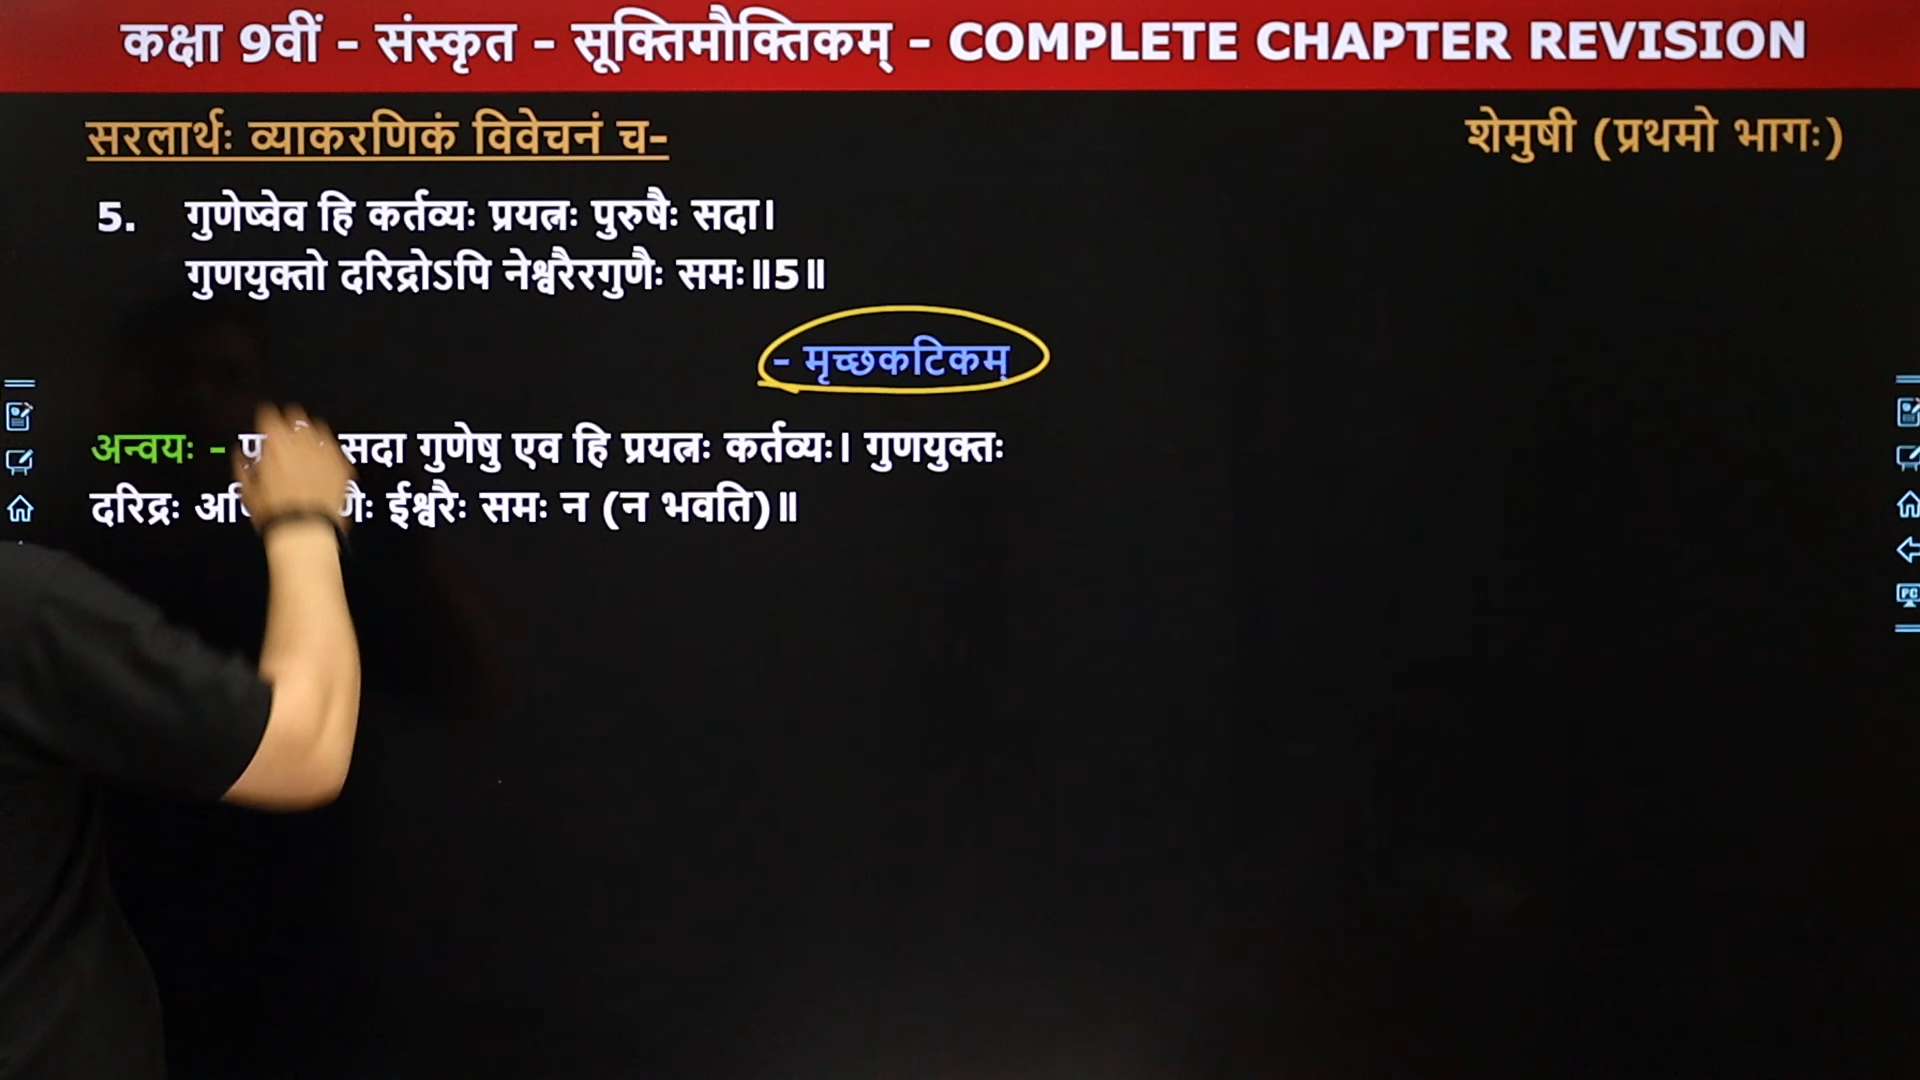 कक्षा 9वीं - संस्कृत - सूक्तिमौक्तिकम् - COMPLETE CHAPTER REVISION
सरलार्थः व्याकरणिकं विवेचनं च-
शेमुषी (प्रथमो भागः)
5. गुणेष्वेव हि कर्तव्यः प्रयत्नः पुरुषैः सदा।
गुणयुक्तो दरिद्रोऽपि नेश्वरैरगुणैः समः॥5॥
- मृच्छकटिकम्
अन्वयः - सदा गुणेषु एव हि प्रयत्नः कर्तव्यः। गुणयुक्तः
दरिद्रः ईश्वरैः समः न (न भवति)॥